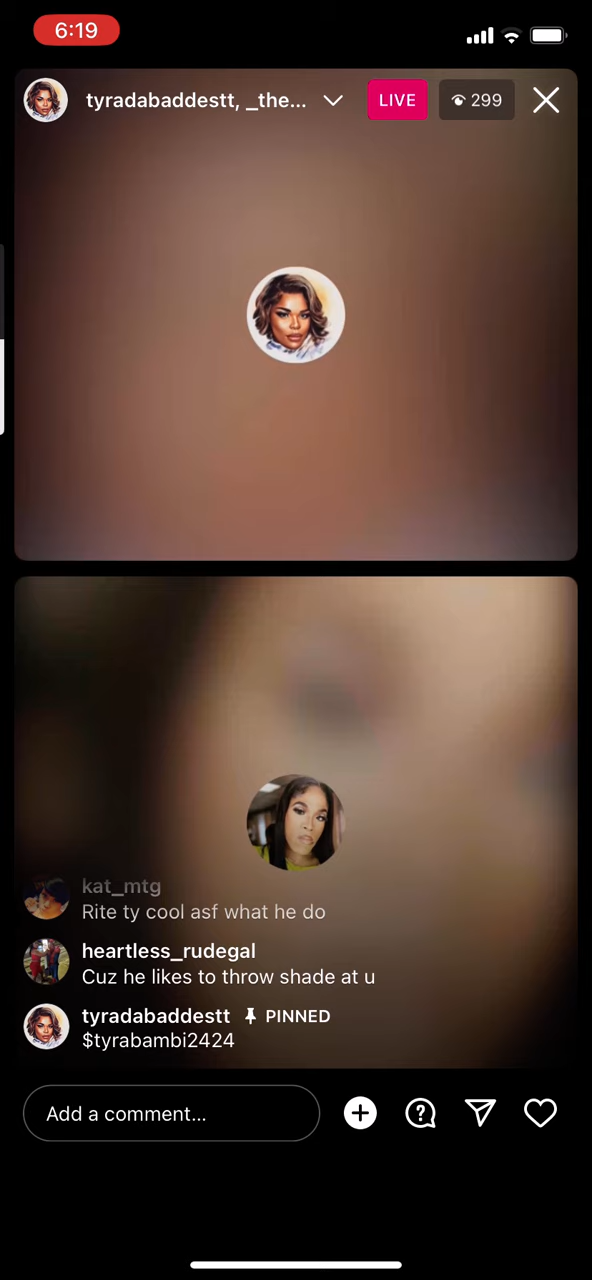 6:19
tyradabaddestt, _the...
LIVE
299
kat_mtg
Rite ty cool asf what he do
heartless_rudegal
Cuz he likes to throw shade at u
tyradabaddestt PINNED
$tyrabambi2424
Add a comment...